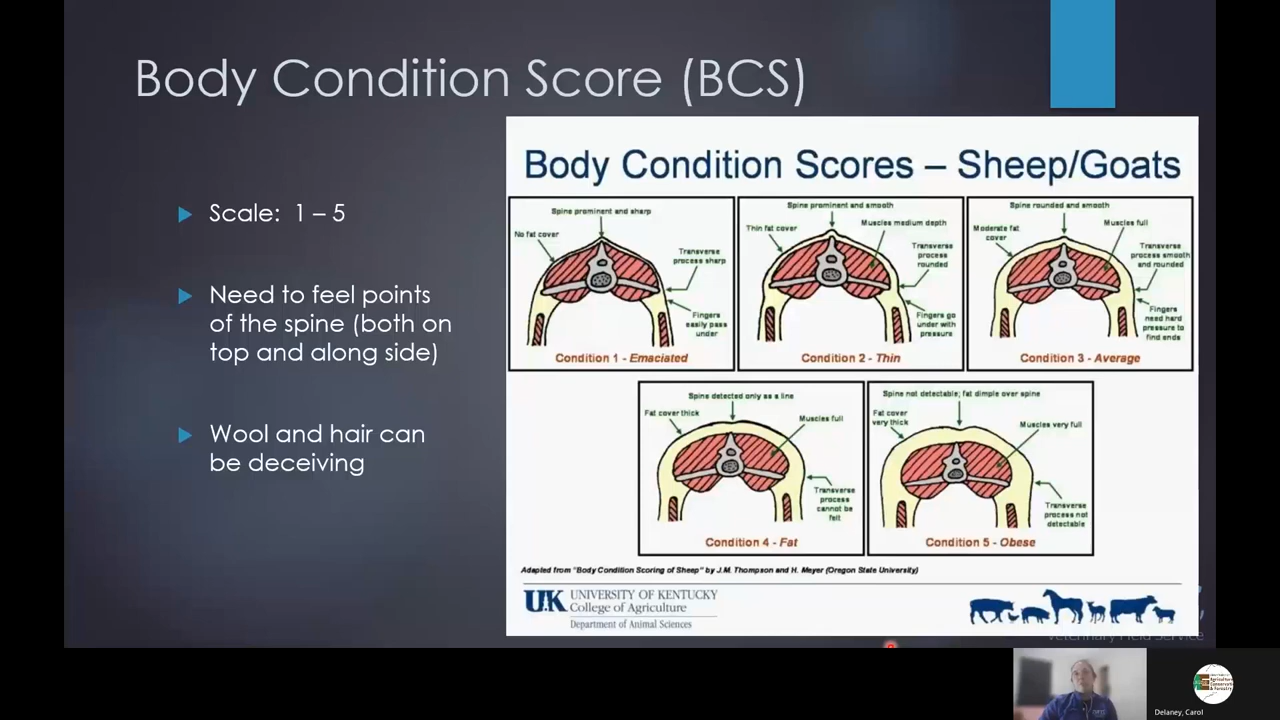 Body Condition Score (BCS)
Scale: 1 – 5
Need to feel points
of the spine (both on
top and along side)
Wool and hair can
be deceiving
Body Condition Scores – Sheep/Goats
Spine prominent and sharp
No fat cover
Transverse
process sharp
Fingers
easily pass
under
Condition 1 - Emaciated
Spine prominent and smooth
Thin fat cover
Muscles medium depth
Transverse
process
rounded
Fingers go
under with
pressure
Condition 2 - Thin
Spine rounded and smooth
Moderate fat
cover
Muscles full
Transverse
process smooth
and rounded
Fingers
need hard
pressure to
find ends
Condition 3 - Average
Spine detected only as a line
Fat cover thick
Muscles full
Transverse
process
cannot be
felt
Condition 4 - Fat
Spine not detectable; fat dimple over spine
Fat cover
very thick
Muscles very full
Transverse
process not
detectable
Condition 5 - Obese
Adapted from "Body Condition Scoring of Sheep" by J.M. Thompson and H. Meyer (Oregon State University)
UK UNIVERSITY OF KENTUCKY
College of Agriculture
Department of Animal Sciences
Veterinary Field Service
Delaney, Carol